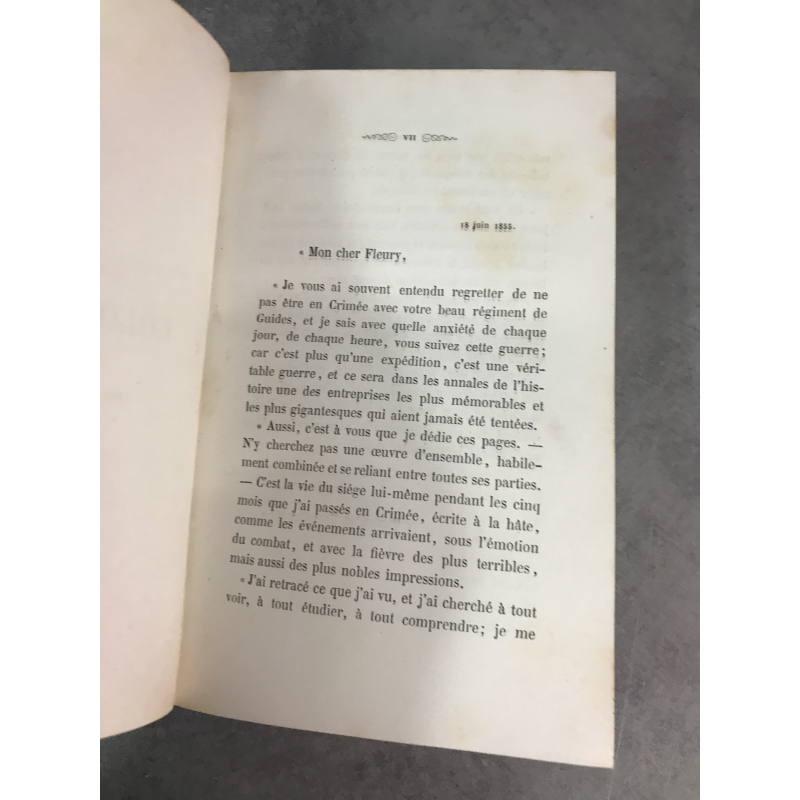 VII
18 juin 1855.
« Mon cher Fleury,
« Je vous ai souvent entendu regretter de ne
pas être en Crimée avec votre beau régiment de
Guides, et je sais avec quelle anxiété de chaque
jour, de chaque heure, vous suivez cette guerre;
car c'est plus qu'une expédition, c'est une véri-
table guerre, et ce sera dans les annales de l'his-
toire une des entreprises les plus mémorables et
les plus gigantesques qui aient jamais été tentées.
« Aussi, c'est à vous que je dédie ces pages. —
N'y cherchez pas une œuvre d'ensemble, habile-
ment combinée et se reliant entre toutes ses parties.
— C'est la vie du siége lui-même pendant les cinq
mois que j'ai passés en Crimée, écrite à la hâte,
comme les événements arrivaient, sous l'émotion
du combat, et avec la fièvre des plus terribles,
mais aussi des plus nobles impressions.
« J'ai retracé ce que j'ai vu, et j'ai cherché à tout
voir, à tout étudier, à tout comprendre; je me